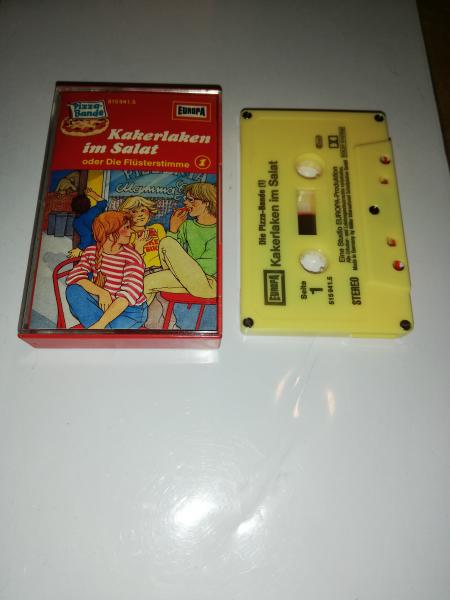 Pizza-
Bande
515 941.5
EUROPA
Kakerlaken
im Salat
oder Die Flüsterstimme 1
Mamma
EUROPA
Seite
1
515 941.5
Die Pizza-Bande (1)
Kakerlaken im Salat
STEREO
Eine Studio EUROPA-Produktion